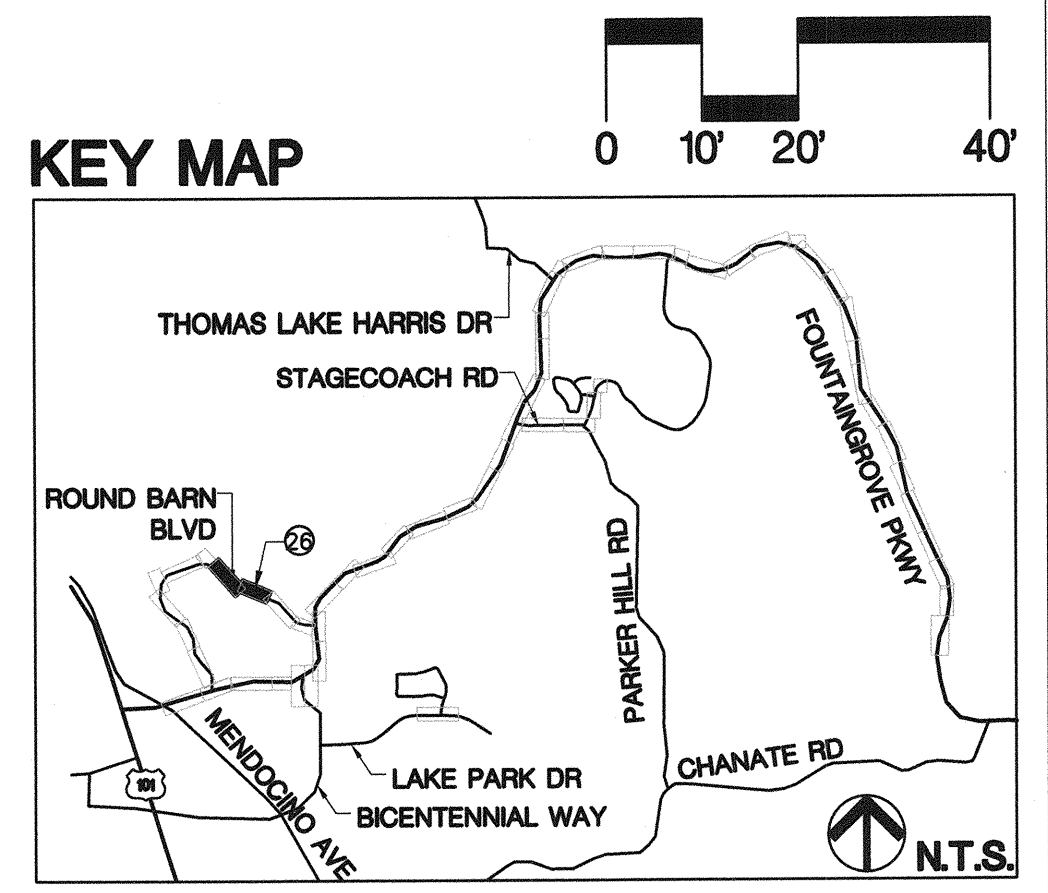 0 10' 20' 40'
KEY MAP
THOMAS LAKE HARRIS DR
STAGECOACH RD
FOUNTAINGROVE PKWY
ROUND BARN
BLVD
26
PARKER HILL RD
MENDOCINO AVE
101
LAKE PARK DR
BICENTENNIAL WAY
CHANATE RD
N.T.S.